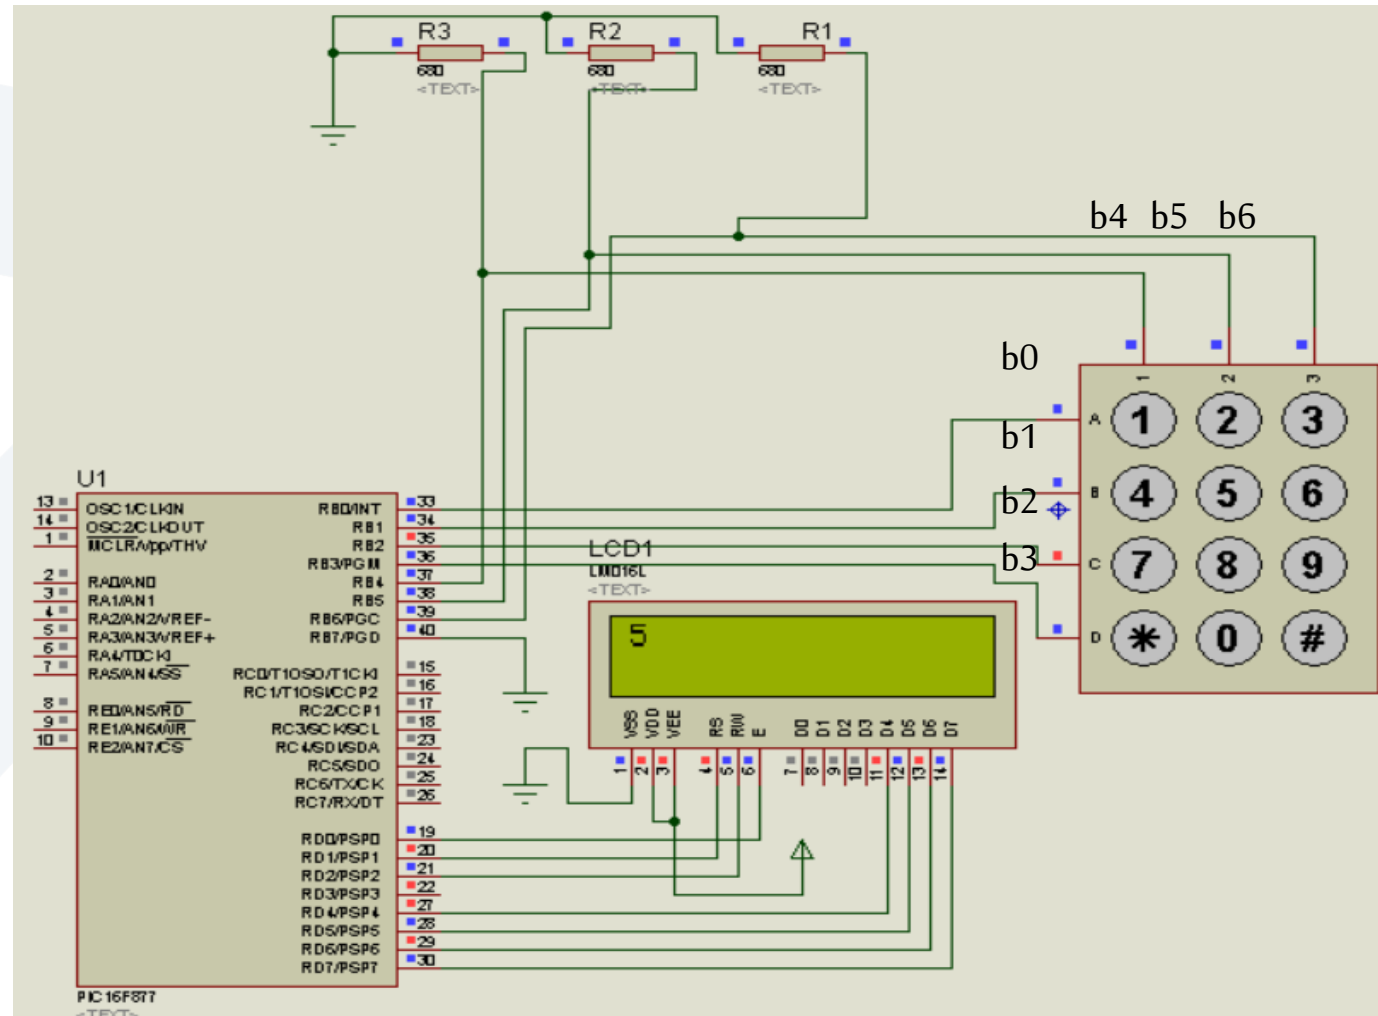 R3 R2 R1
680 680 680
<TEXT> <TEXT> <TEXT>
b4 b5 b6
b0
1 2 3
A 1 2 3
b1
B 4 5 6
b2
b3
C 7 8 9
D * 0 #
U1
13 OSC1/CLKIN
14 OSC2/CLKOUT
1 MCLR/Vpp/THV
2 RA0/AN0
3 RA1/AN1
4 RA2/AN2/VREF-
5 RA3/AN3/VREF+
6 RA4/T0CKI
7 RA5/AN4/SS
8 RE0/AN5/RD
9 RE1/AN6/WR
10 RE2/AN7/CS
RB0/INT 33
RB1 34
RB2 35
RB3/PGM 36
RB4 37
RB5 38
RB6/PGC 39
RB7/PGD 40
RC0/T1OSO/T1CKI 15
RC1/T1OSI/CCP2 16
RC2/CCP1 17
RC3/SCK/SCL 18
RC4/SDI/SDA 23
RC5/SDO 24
RC6/TX/CK 25
RC7/RX/DT 26
RD0/PSP0 19
RD1/PSP1 20
RD2/PSP2 21
RD3/PSP3 22
RD4/PSP4 27
RD5/PSP5 28
RD6/PSP6 29
RD7/PSP7 30
PIC16F877
<TEXT>
LCD1
LM016L
<TEXT>
5
VSS VDD VEE RS RW E D0 D1 D2 D3 D4 D5 D6 D7
1 2 3 4 5 6 7 8 9 10 11 12 13 14